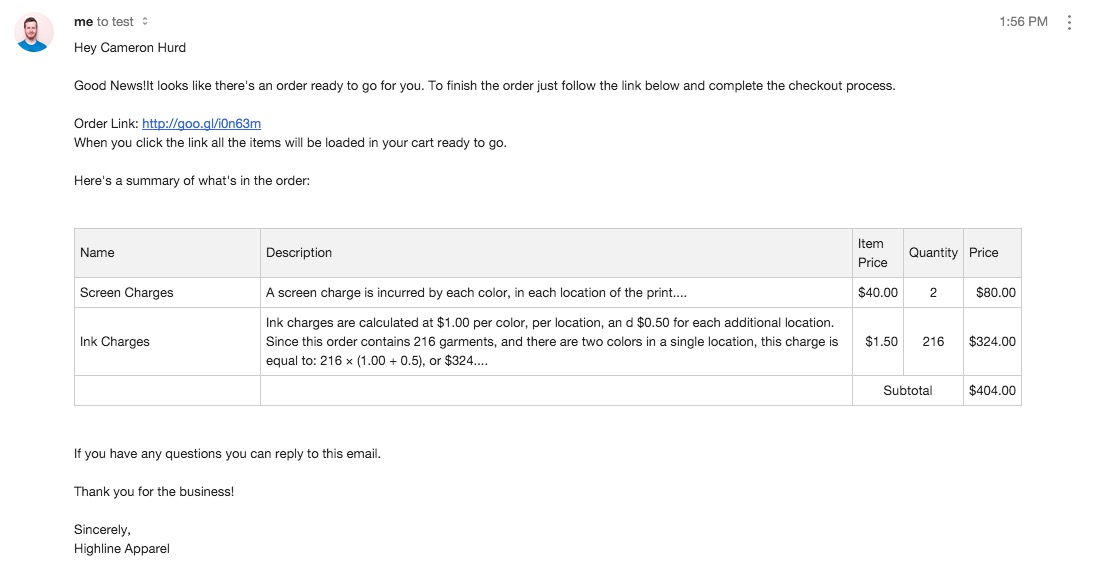 me to test
1:56 PM
Hey Cameron Hurd
Good News!It looks like there's an order ready to go for you. To finish the order just follow the link below and complete the checkout process.
Order Link: http://goo.gl/i0n63m
When you click the link all the items will be loaded in your cart ready to go.
Here's a summary of what's in the order:
Name Description Item Price Quantity Price
Screen Charges A screen charge is incurred by each color, in each location of the print.... $40.00 2 $80.00
Ink Charges
Ink charges are calculated at $1.00 per color, per location, an d $0.50 for each additional location.
Since this order contains 216 garments, and there are two colors in a single location, this charge is
equal to: 216 × (1.00 + 0.5), or $324....
$1.50 216 $324.00
Subtotal $404.00
If you have any questions you can reply to this email.
Thank you for the business!
Sincerely,
Highline Apparel